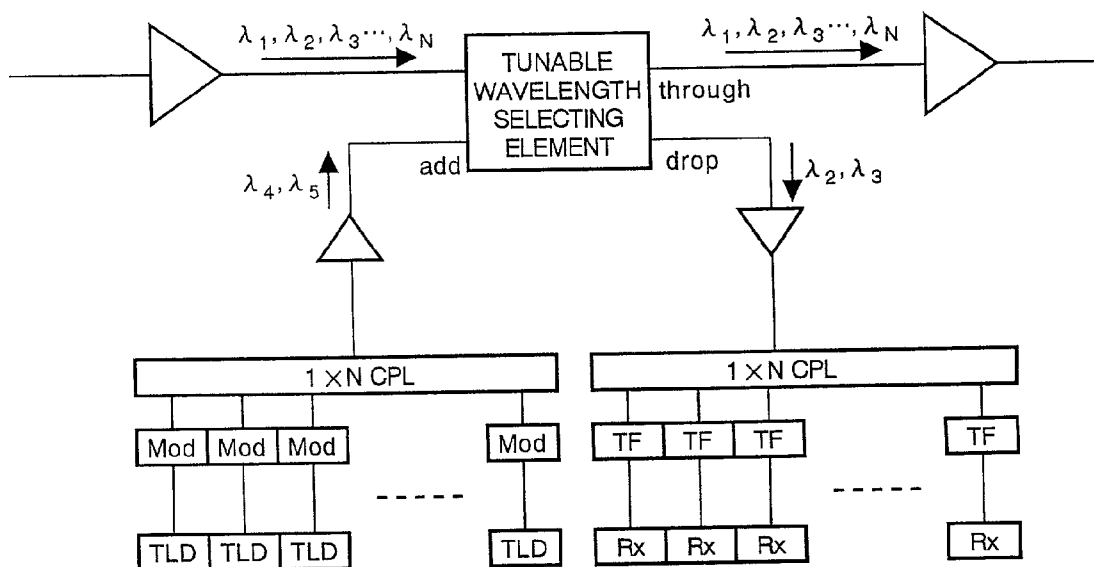 λ1, λ2, λ3 ···, λN
λ1, λ2, λ3 ···, λN
TUNABLE
WAVELENGTH
SELECTING
ELEMENT
through
add
drop
λ4, λ5
λ2, λ3
1 × N CPL
1 × N CPL
Mod Mod Mod Mod
TF TF TF TF
TLD TLD TLD TLD
Rx Rx Rx Rx